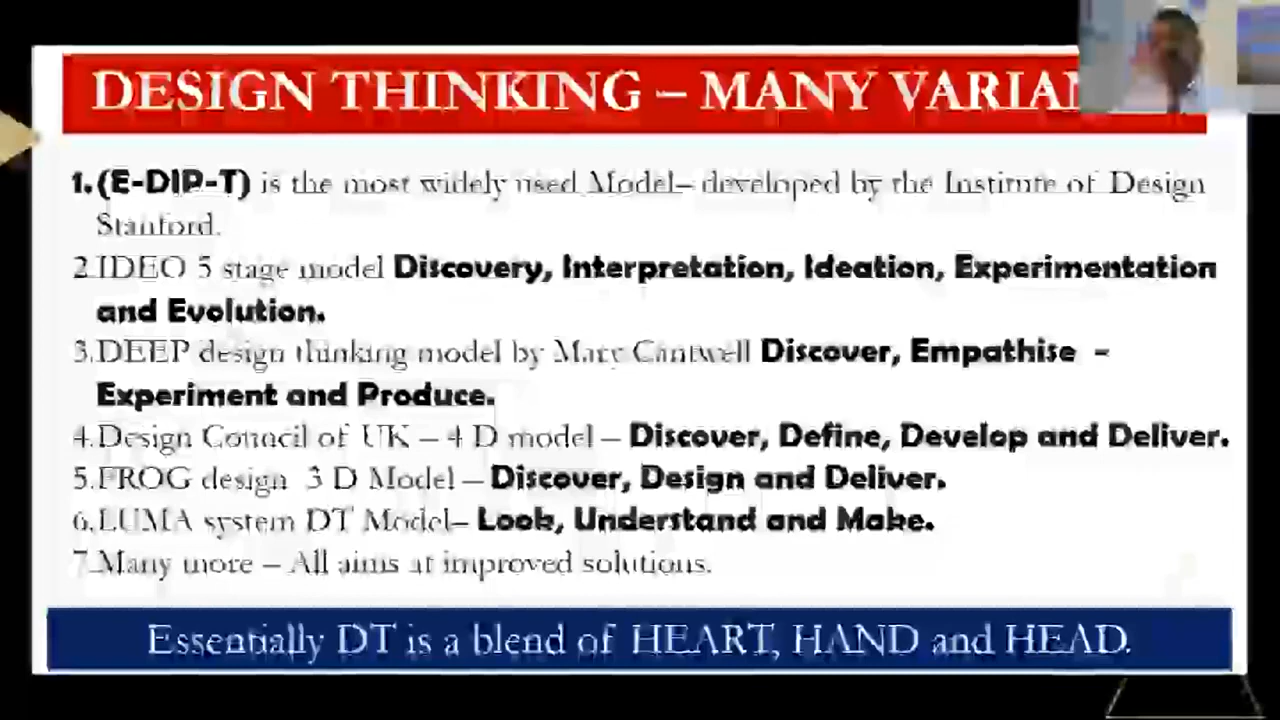 DESIGN THINKING – MANY VARIAN
1.(E-DIP-T) is the most widely used Model– developed by the Institute of Design
Stanford.
2.IDEO 5 stage model Discovery, Interpretation, Ideation, Experimentation
and Evolution.
3.DEEP design thinking model by Mary Cantwell Discover, Empathise –
Experiment and Produce.
4.Design Council of UK – 4 D model – Discover, Define, Develop and Deliver.
5.FROG design 3 D Model – Discover, Design and Deliver.
6.LUMA system DT Model– Look, Understand and Make.
7.Many more – All aims at improved solutions.
Essentially DT is a blend of HEART, HAND and HEAD.